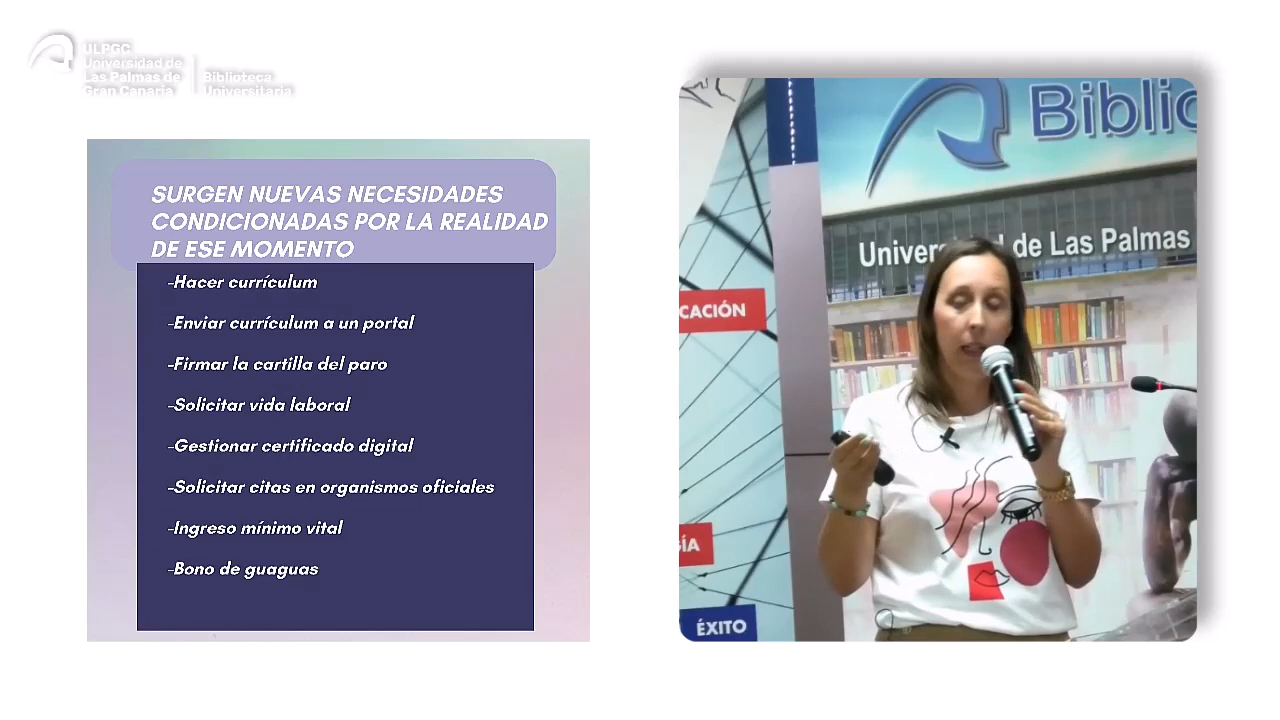 ULPGC
Universidad de
Las Palmas de
Gran Canaria
Biblioteca
Universitaria
SURGEN NUEVAS NECESIDADES
CONDICIONADAS POR LA REALIDAD
DE ESE MOMENTO
-Hacer currículum
-Enviar currículum a un portal
-Firmar la cartilla del paro
-Solicitar vida laboral
-Gestionar certificado digital
-Solicitar citas en organismos oficiales
-Ingreso mínimo vital
-Bono de guaguas
Biblio
de Las Palmas
CACIÓN
ÍA
ÉXITO